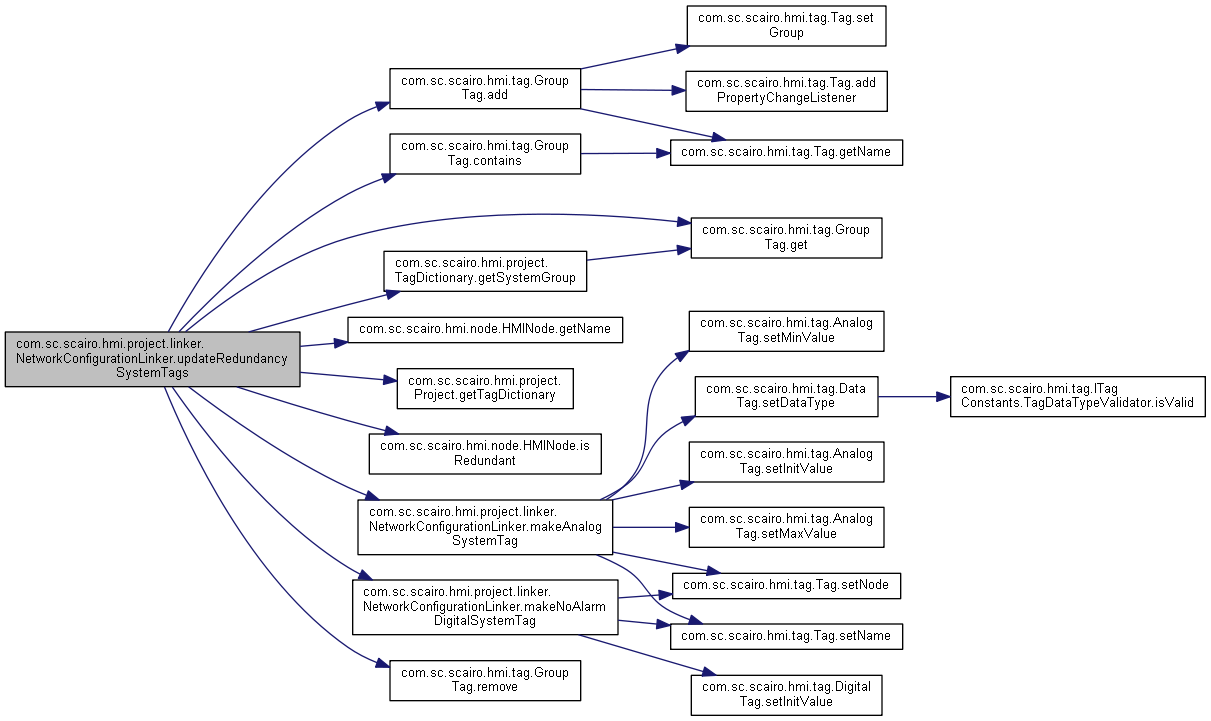 com.sc.scairo.hmi.tag.Tag.set
Group
com.sc.scairo.hmi.tag.Group
Tag.add
com.sc.scairo.hmi.tag.Tag.add
PropertyChangeListener
com.sc.scairo.hmi.tag.Group
Tag.contains
com.sc.scairo.hmi.tag.Tag.getName
com.sc.scairo.hmi.tag.Group
Tag.get
com.sc.scairo.hmi.project.
TagDictionary.getSystemGroup
com.sc.scairo.hmi.node.HMINode.getName
com.sc.scairo.hmi.tag.Analog
Tag.setMinValue
com.sc.scairo.hmi.project.linker.
NetworkConfigurationLinker.updateRedundancy
SystemTags
com.sc.scairo.hmi.project.
Project.getTagDictionary
com.sc.scairo.hmi.tag.Data
Tag.setDataType
com.sc.scairo.hmi.tag.ITag
Constants.TagDataTypeValidator.isValid
com.sc.scairo.hmi.node.HMINode.is
Redundant
com.sc.scairo.hmi.tag.Analog
Tag.setInitValue
com.sc.scairo.hmi.project.linker.
NetworkConfigurationLinker.makeAnalog
SystemTag
com.sc.scairo.hmi.tag.Analog
Tag.setMaxValue
com.sc.scairo.hmi.tag.Tag.setNode
com.sc.scairo.hmi.project.linker.
NetworkConfigurationLinker.makeNoAlarm
DigitalSystemTag
com.sc.scairo.hmi.tag.Tag.setName
com.sc.scairo.hmi.tag.Group
Tag.remove
com.sc.scairo.hmi.tag.Digital
Tag.setInitValue